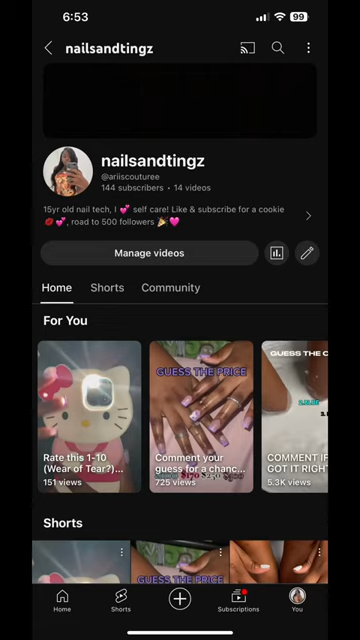 6:53
99
nailsandtingz
nailsandtingz
@ariiscouturee
144 subscribers • 14 videos
15yr old nail tech, I 💕 self care! Like & subscribe for a cookie
💋💕, road to 500 followers 🎉💗
Manage videos
Home Shorts Community
For You
Rate this 1-10
(Wear of Tear?)...
151 views
GUESS THE PRICE
Comment your
guess for a chanc...
725 views
GUESS THE C
COMMENT IF
GOT IT RIGHT
5.3K views
Shorts
GUESS THE PRICE
Home Shorts Subscriptions You